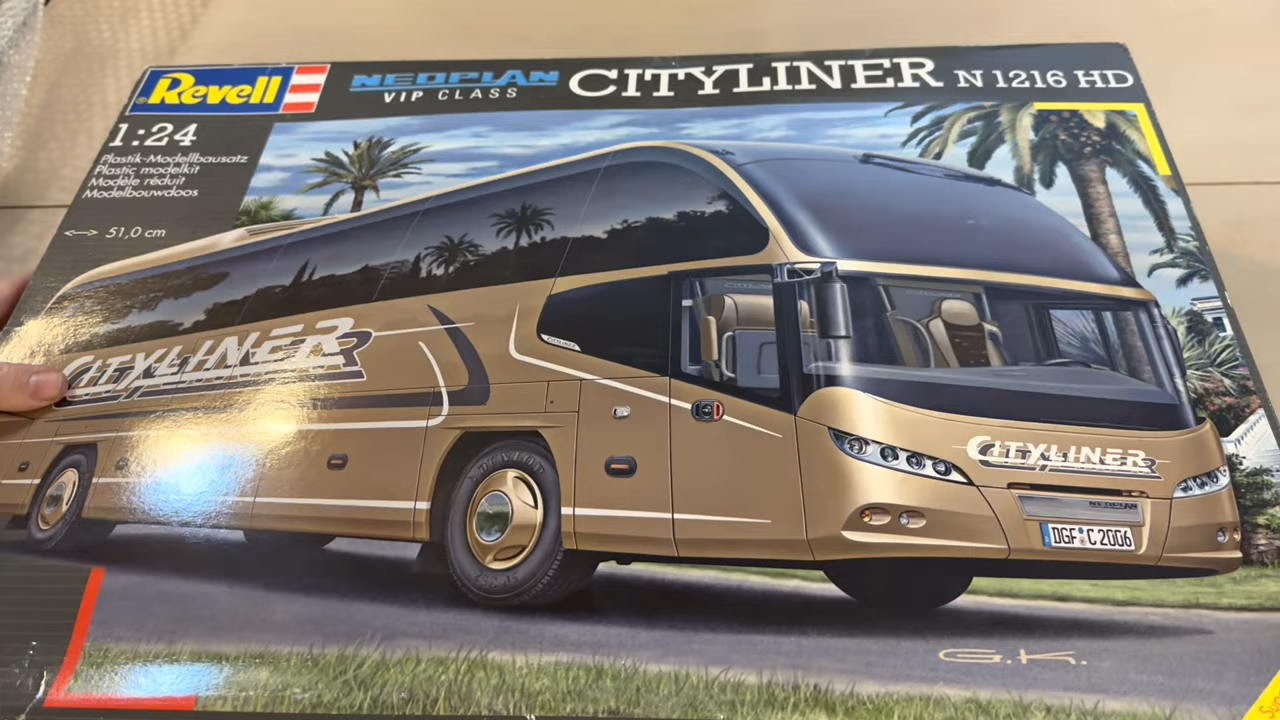 Revell
NEOPLAN
VIP CLASS
CITYLINER N 1216 HD
1:24
Plastik-Modellbausatz
Plastic modelkit
Modèle réduit
Modelbouwdoos
51,0 cm
CITYLINER
CITYLINER
NEOPLAN
DGF C 2006
DUNLOP
G.K.